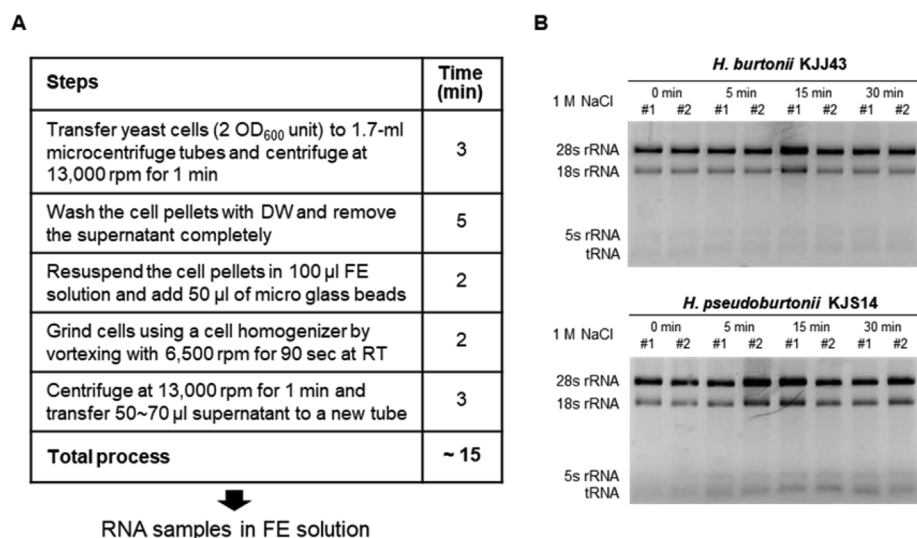 A
Steps
Time
(min)
Transfer yeast cells (2 OD600 unit) to 1.7-ml
microcentrifuge tubes and centrifuge at
13,000 rpm for 1 min
3
Wash the cell pellets with DW and remove
the supernatant completely
5
Resuspend the cell pellets in 100 μl FE
solution and add 50 μl of micro glass beads
2
Grind cells using a cell homogenizer by
vortexing with 6,500 rpm for 90 sec at RT
2
Centrifuge at 13,000 rpm for 1 min and
transfer 50~70 μl supernatant to a new tube
3
Total process
~ 15
RNA samples in FE solution
B
H. burtonii KJJ43
0 min 5 min 15 min 30 min
1 M NaCl
#1 #2 #1 #2 #1 #2 #1 #2
28s rRNA
18s rRNA
5s rRNA
tRNA
H. pseudoburtonii KJS14
0 min 5 min 15 min 30 min
1 M NaCl
#1 #2 #1 #2 #1 #2 #1 #2
28s rRNA
18s rRNA
5s rRNA
tRNA